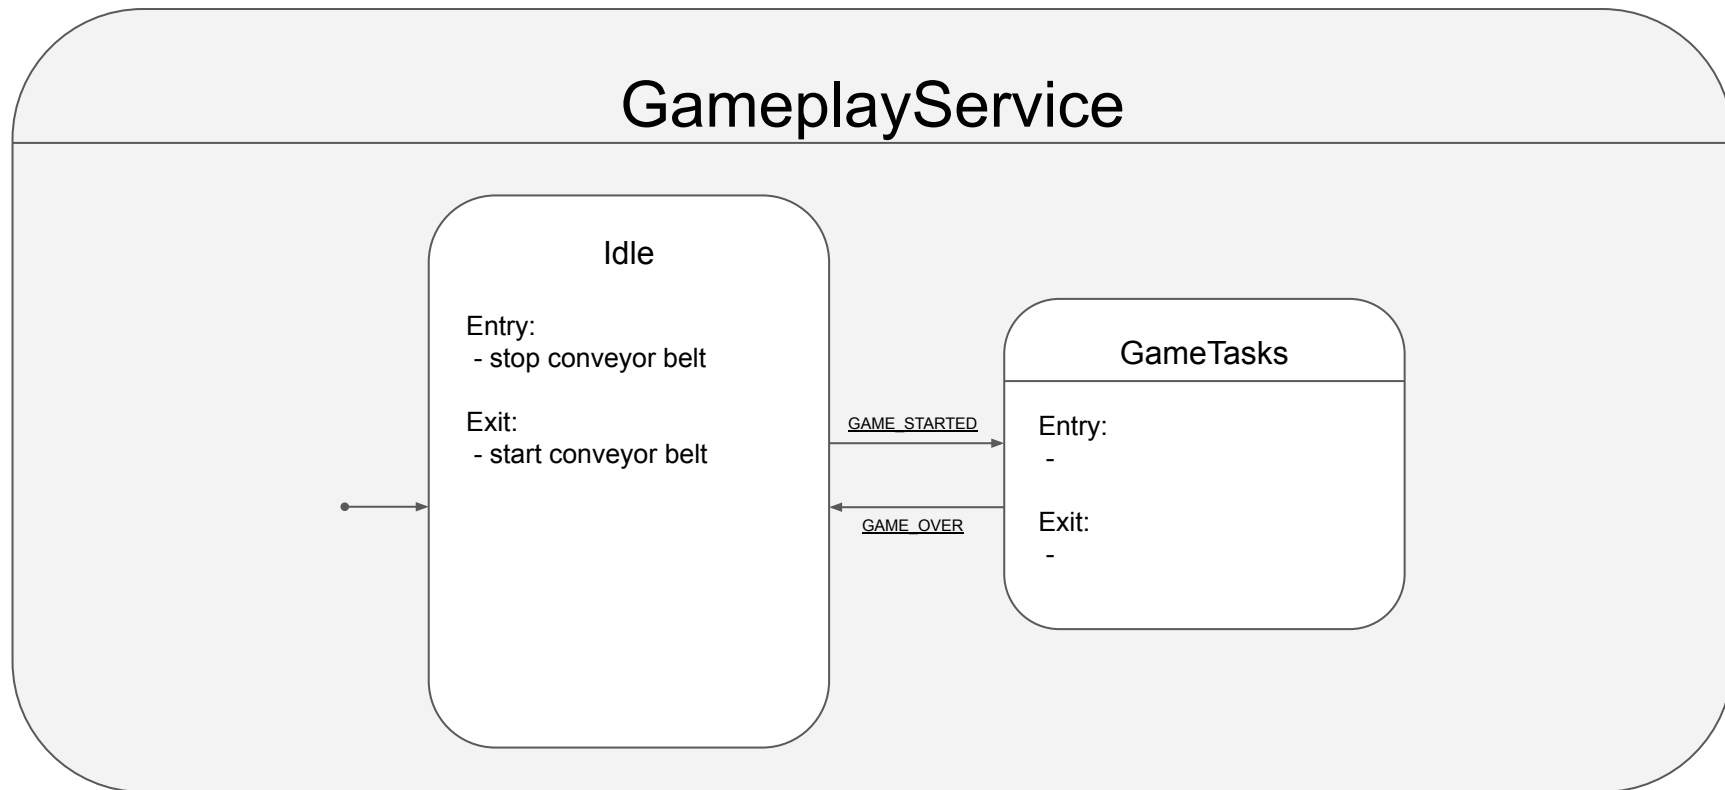 GameplayService
Idle
Entry:
- stop conveyor belt
Exit:
- start conveyor belt
GAME_STARTED
GAME_OVER
GameTasks
Entry:
-
Exit:
-